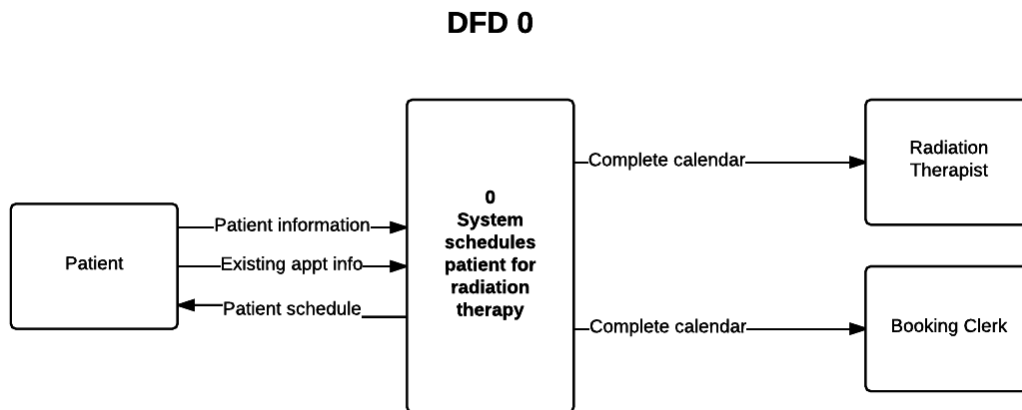 DFD 0
Patient
Patient information
Existing appt info
Patient schedule
0
System
schedules
patient for
radiation
therapy
Complete calendar
Complete calendar
Radiation
Therapist
Booking Clerk